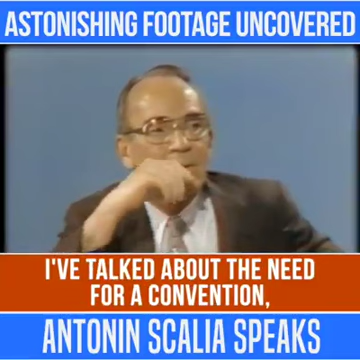 ASTONISHING FOOTAGE UNCOVERED
I'VE TALKED ABOUT THE NEED
FOR A CONVENTION,
ANTONIN SCALIA SPEAKS